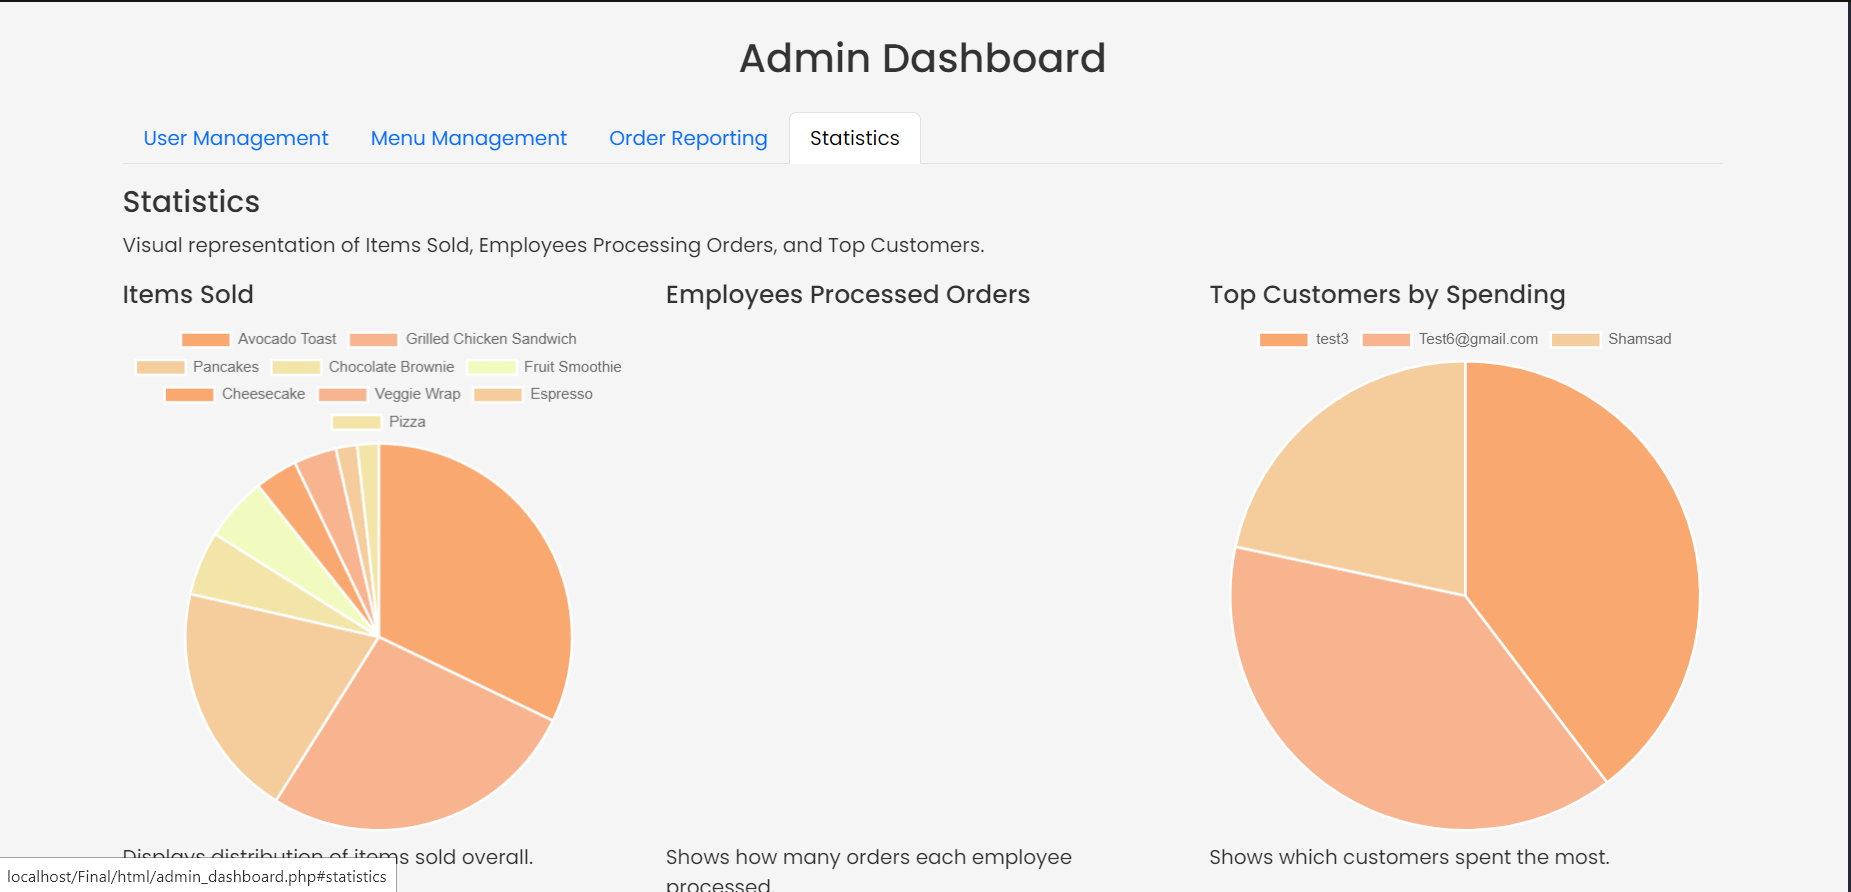 Admin Dashboard
User Management Menu Management Order Reporting Statistics
Statistics
Visual representation of Items Sold, Employees Processing Orders, and Top Customers.
Items Sold
Avocado Toast Grilled Chicken Sandwich
Pancakes Chocolate Brownie Fruit Smoothie
Cheesecake Veggie Wrap Espresso
Pizza
Displays distribution of items sold overall.
Employees Processed Orders
Shows how many orders each employee
processed.
Top Customers by Spending
test3 Test6@gmail.com Shamsad
Shows which customers spent the most.
localhost/Final/html/admin_dashboard.php#statistics